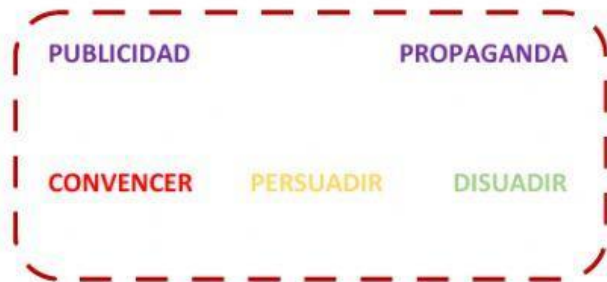 PUBLICIDAD PROPAGANDA
CONVENCER PERSUADIR DISUADIR